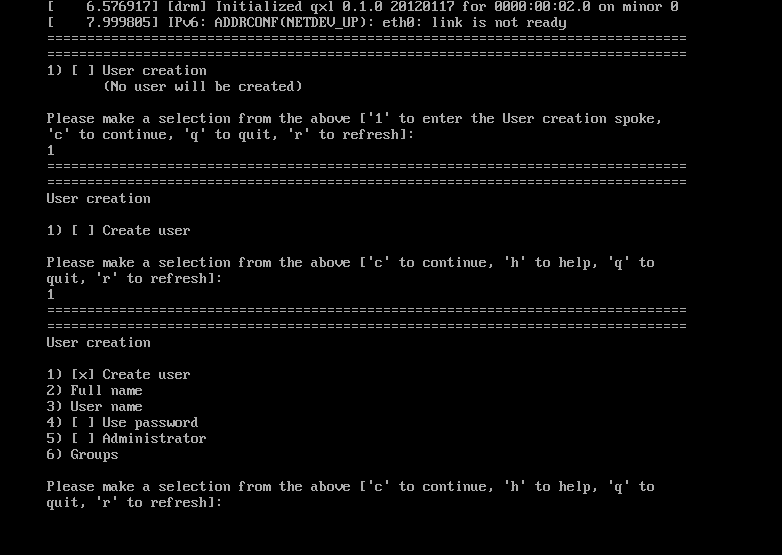 [    6.576917] [drm] Initialized qxl 0.1.0 20120117 for 0000:00:02.0 on minor 0
[    7.999805] IPv6: ADDRCONF(NETDEV_UP): eth0: link is not ready
================================================================================
================================================================================
1) [ ] User creation
       (No user will be created)
Please make a selection from the above ['1' to enter the User creation spoke,
'c' to continue, 'q' to quit, 'r' to refresh]:
1
================================================================================
================================================================================
User creation
1) [ ] Create user
Please make a selection from the above ['c' to continue, 'h' to help, 'q' to
quit, 'r' to refresh]:
1
================================================================================
================================================================================
User creation
1) [x] Create user
2) Full name
3) User name
4) [ ] Use password
5) [ ] Administrator
6) Groups
Please make a selection from the above ['c' to continue, 'h' to help, 'q' to
quit, 'r' to refresh]: